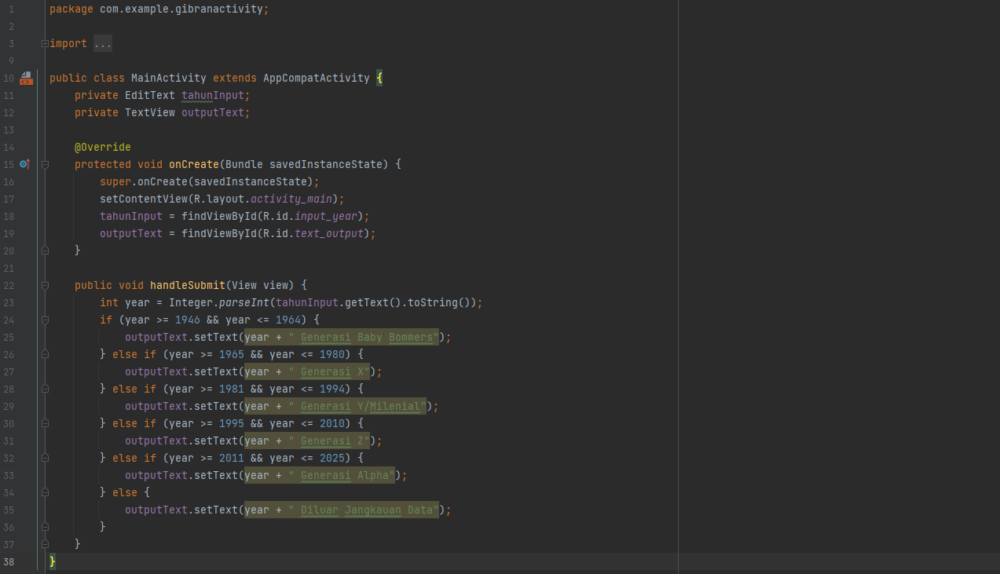 1 package com.example.gibranactivity;
2
3 import ...
9
10 public class MainActivity extends AppCompatActivity {
11     private EditText tahunInput;
12     private TextView outputText;
13
14     @Override
15     protected void onCreate(Bundle savedInstanceState) {
16         super.onCreate(savedInstanceState);
17         setContentView(R.layout.activity_main);
18         tahunInput = findViewById(R.id.input_year);
19         outputText = findViewById(R.id.text_output);
20     }
21
22     public void handleSubmit(View view) {
23         int year = Integer.parseInt(tahunInput.getText().toString());
24         if (year >= 1946 && year <= 1964) {
25             outputText.setText(year + " Generasi Baby Bommers");
26         } else if (year >= 1965 && year <= 1980) {
27             outputText.setText(year + " Generasi X");
28         } else if (year >= 1981 && year <= 1994) {
29             outputText.setText(year + " Generasi Y/Milenial");
30         } else if (year >= 1995 && year <= 2010) {
31             outputText.setText(year + " Generasi Z");
32         } else if (year >= 2011 && year <= 2025) {
33             outputText.setText(year + " Generasi Alpha");
34         } else {
35             outputText.setText(year + " Diluar Jangkauan Data");
36         }
37     }
38 }